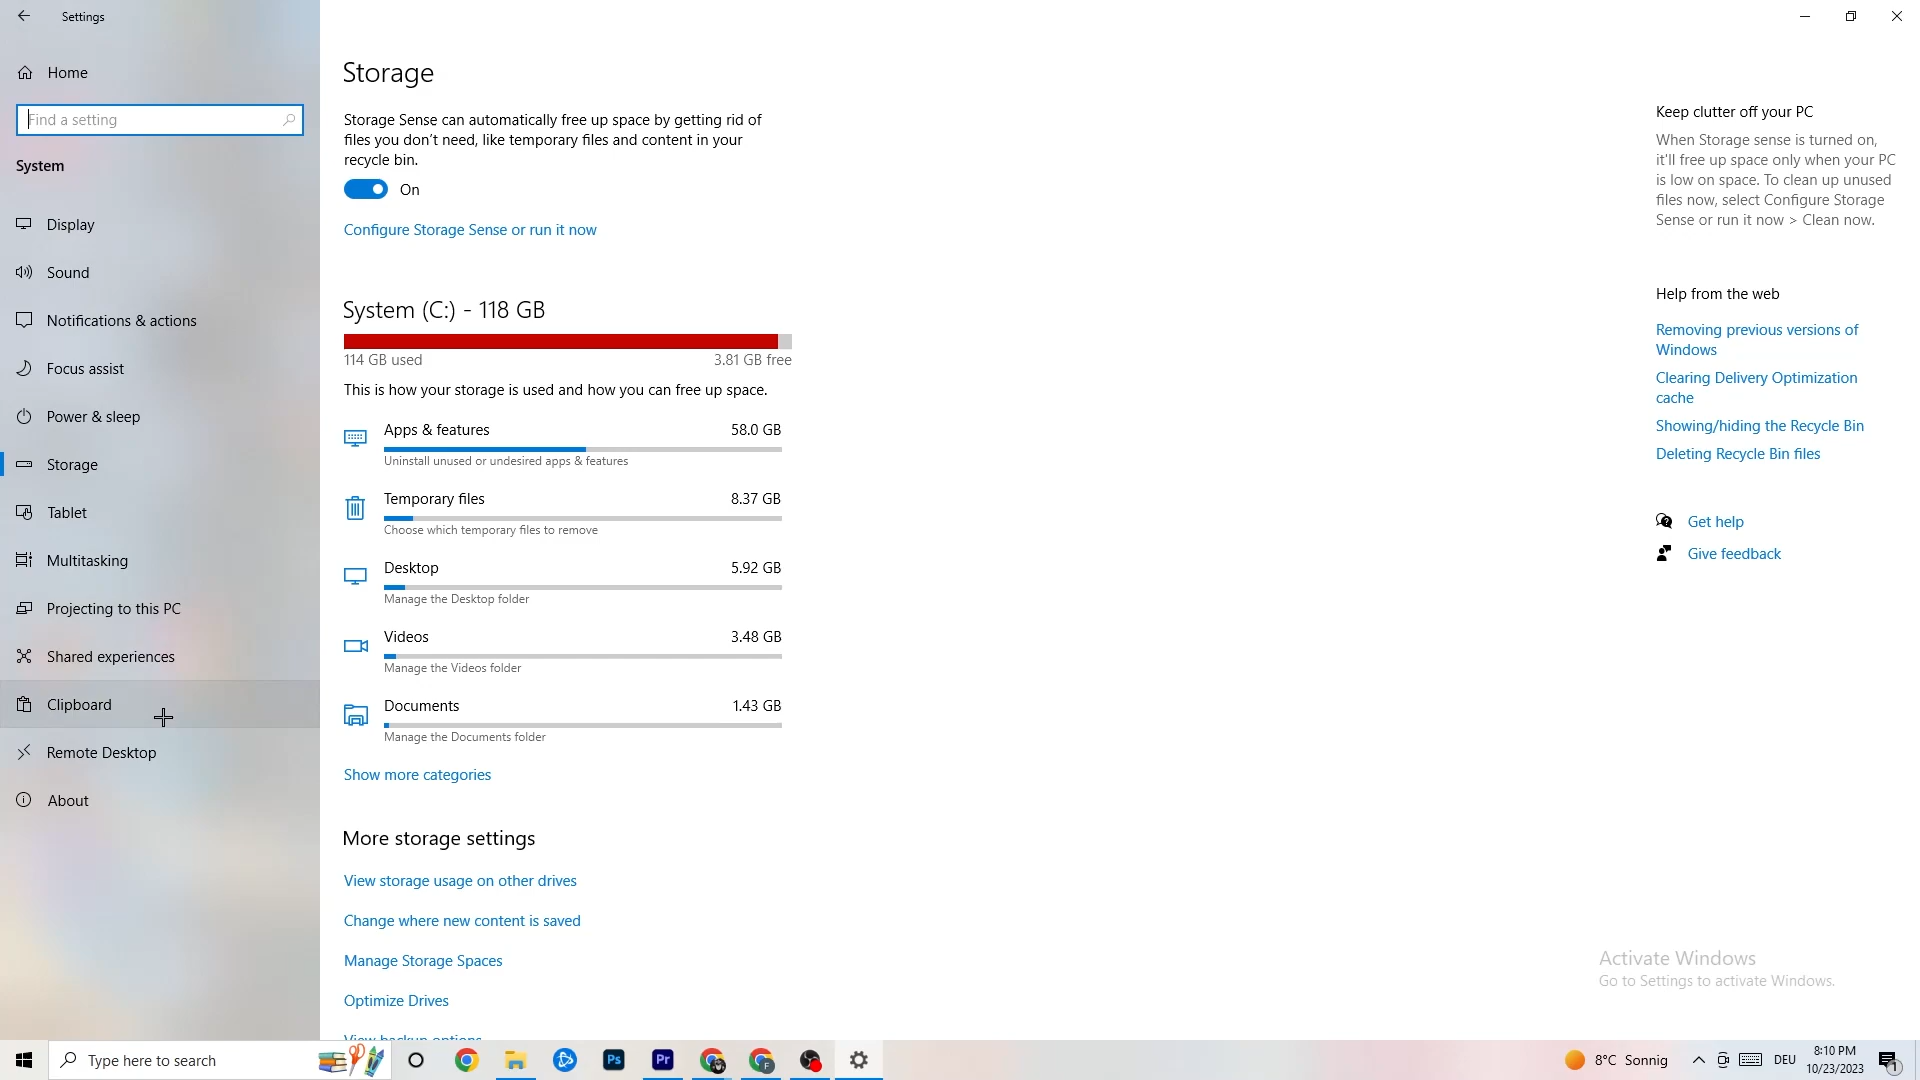 Settings
Home
Find a setting
System
Display
Sound
Notifications & actions
Focus assist
Power & sleep
Storage
Tablet
Multitasking
Projecting to this PC
Shared experiences
Clipboard
Remote Desktop
About
Storage
Storage Sense can automatically free up space by getting rid of
files you don't need, like temporary files and content in your
recycle bin.
On
Configure Storage Sense or run it now
System (C:) - 118 GB
114 GB used 3.81 GB free
This is how your storage is used and how you can free up space.
Apps & features 58.0 GB
Uninstall unused or undesired apps & features
Temporary files 8.37 GB
Choose which temporary files to remove
Desktop 5.92 GB
Manage the Desktop folder
Videos 3.48 GB
Manage the Videos folder
Documents 1.43 GB
Manage the Documents folder
Show more categories
More storage settings
View storage usage on other drives
Change where new content is saved
Manage Storage Spaces
Optimize Drives
View backup options
Keep clutter off your PC
When Storage sense is turned on,
it'll free up space only when your PC
is low on space. To clean up unused
files now, select Configure Storage
Sense or run it now > Clean now.
Help from the web
Removing previous versions of
Windows
Clearing Delivery Optimization
cache
Showing/hiding the Recycle Bin
Deleting Recycle Bin files
Get help
Give feedback
Activate Windows
Go to Settings to activate Windows.
Type here to search
Ps
Pr
F
8°C Sonnig
DEU
8:10 PM
10/23/2023
1